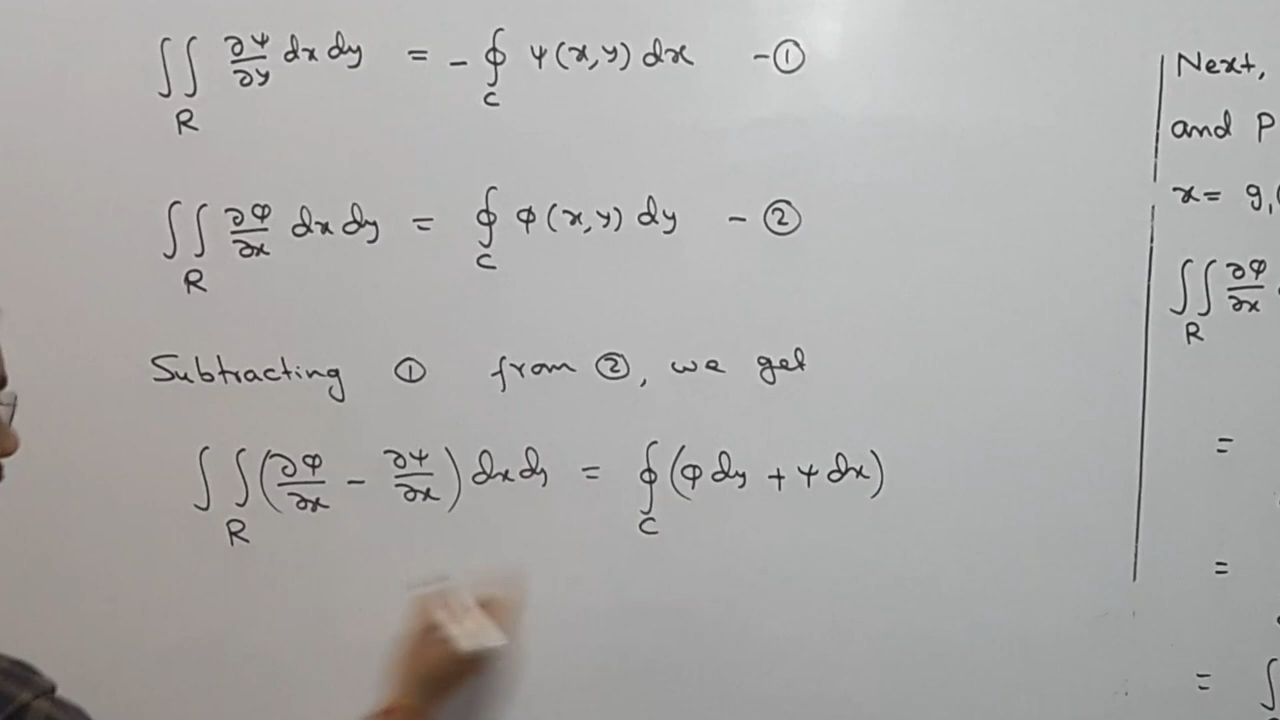 ∬_R ∂ψ/∂y dx dy = - ∮_C ψ(x,y) dx - ①
∬_R ∂φ/∂x dx dy = ∮_C φ(x,y) dy - ②
Subtracting ① from ②, we get
∬_R (∂φ/∂x - ∂ψ/∂x) dx dy = ∮_C (φ dy + ψ dx)
Next,
and P
x = g₁(
∬_R ∂φ/∂x
=
=
= ∫